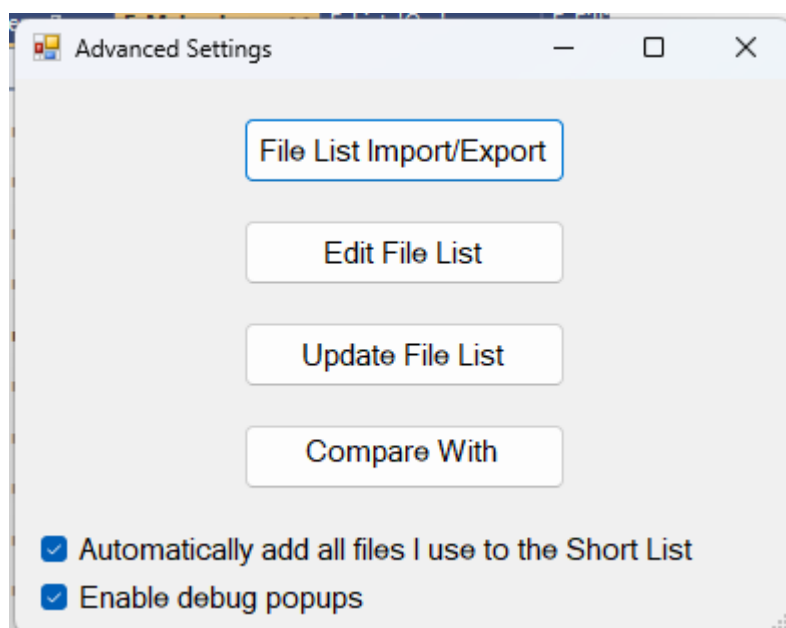 Advanced Settings
File List Import/Export
Edit File List
Update File List
Compare With
Automatically add all files I use to the Short List
Enable debug popups